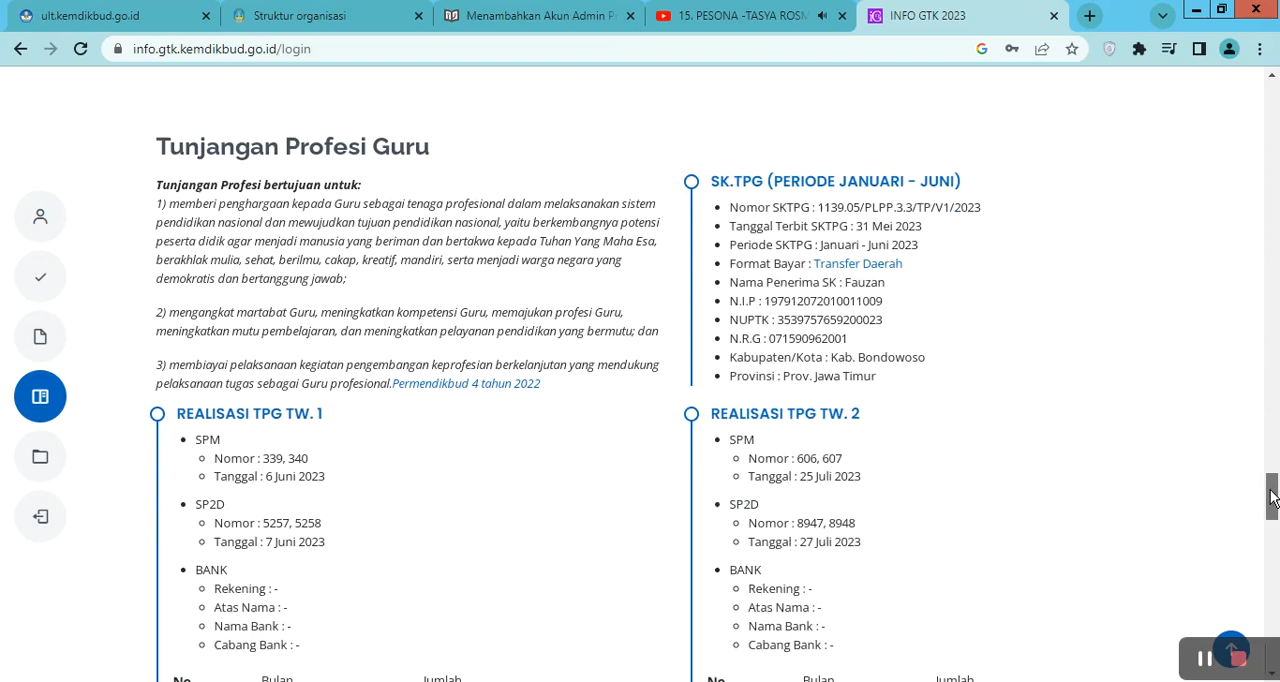 ult.kemdikbud.go.id
Struktur organisasi
Menambahkan Akun Admin P
15. PESONA -TASYA ROSM
INFO GTK 2023
info.gtk.kemdikbud.go.id/login
Tunjangan Profesi Guru
Tunjangan Profesi bertujuan untuk:
1) memberi penghargaan kepada Guru sebagai tenaga profesional dalam melaksanakan sistem
pendidikan nasional dan mewujudkan tujuan pendidikan nasional, yaitu berkembangnya potensi
peserta didik agar menjadi manusia yang beriman dan bertakwa kepada Tuhan Yang Maha Esa,
berakhlak mulia, sehat, berilmu, cakap, kreatif, mandiri, serta menjadi warga negara yang
demokratis dan bertanggung jawab;
2) mengangkat martabat Guru, meningkatkan kompetensi Guru, memajukan profesi Guru,
meningkatkan mutu pembelajaran, dan meningkatkan pelayanan pendidikan yang bermutu; dan
3) membiayai pelaksanaan kegiatan pengembangan keprofesian berkelanjutan yang mendukung
pelaksanaan tugas sebagai Guru profesional.Permendikbud 4 tahun 2022
SK.TPG (PERIODE JANUARI - JUNI)
Nomor SKTPG : 1139.05/PLPP.3.3/TP/V1/2023
Tanggal Terbit SKTPG : 31 Mei 2023
Periode SKTPG : Januari - Juni 2023
Format Bayar : Transfer Daerah
Nama Penerima SK : Fauzan
N.I.P : 197912072010011009
NUPTK : 3539757659200023
N.R.G : 071590962001
Kabupaten/Kota : Kab. Bondowoso
Provinsi : Prov. Jawa Timur
REALISASI TPG TW. 1
SPM
Nomor : 339, 340
Tanggal : 6 Juni 2023
SP2D
Nomor : 5257, 5258
Tanggal : 7 Juni 2023
BANK
Rekening : -
Atas Nama : -
Nama Bank : -
Cabang Bank : -
No Bulan Jumlah
REALISASI TPG TW. 2
SPM
Nomor : 606, 607
Tanggal : 25 Juli 2023
SP2D
Nomor : 8947, 8948
Tanggal : 27 Juli 2023
BANK
Rekening : -
Atas Nama : -
Nama Bank : -
Cabang Bank : -
No Bulan Jumlah